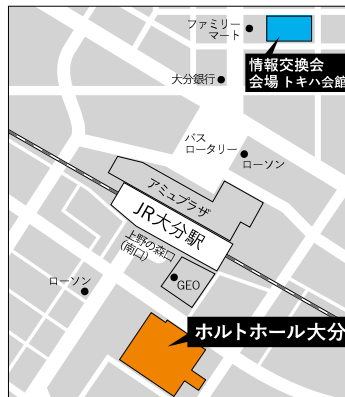 ファミリー
マート
情報交換会
会場 トキハ会館
大分銀行
バス
ロータリー
ローソン
アミュプラザ
JR大分駅
上野の森口
(南口)
GEO
ローソン
ホルトホール大分